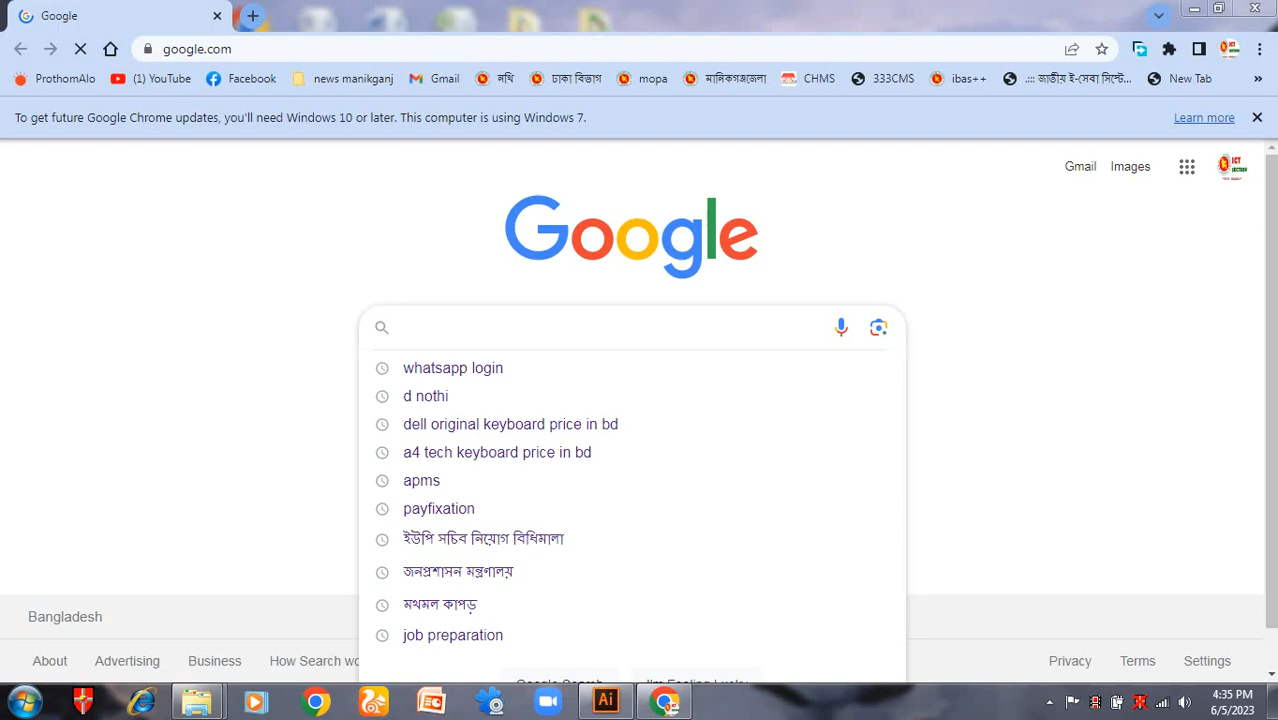 Google
google.com
ProthomAlo (1) YouTube Facebook news manikganj Gmail নথি ঢাকা বিভাগ mopa মানিকগঞ্জজেলা CHMS 333CMS ibas++ .::: জাতীয় ই-সেবা সিস্টে... New Tab »
To get future Google Chrome updates, you'll need Windows 10 or later. This computer is using Windows 7. Learn more
Gmail Images
ICT SECTION
Google
whatsapp login
d nothi
dell original keyboard price in bd
a4 tech keyboard price in bd
apms
payfixation
ইউপি সচিব নিয়োগ বিধিমালা
জনপ্রশাসন মন্ত্রণালয়
মখমল কাপড়
job preparation
Bangladesh
About Advertising Business How Search wo
Privacy Terms Settings
Ai
4:35 PM
6/5/2023